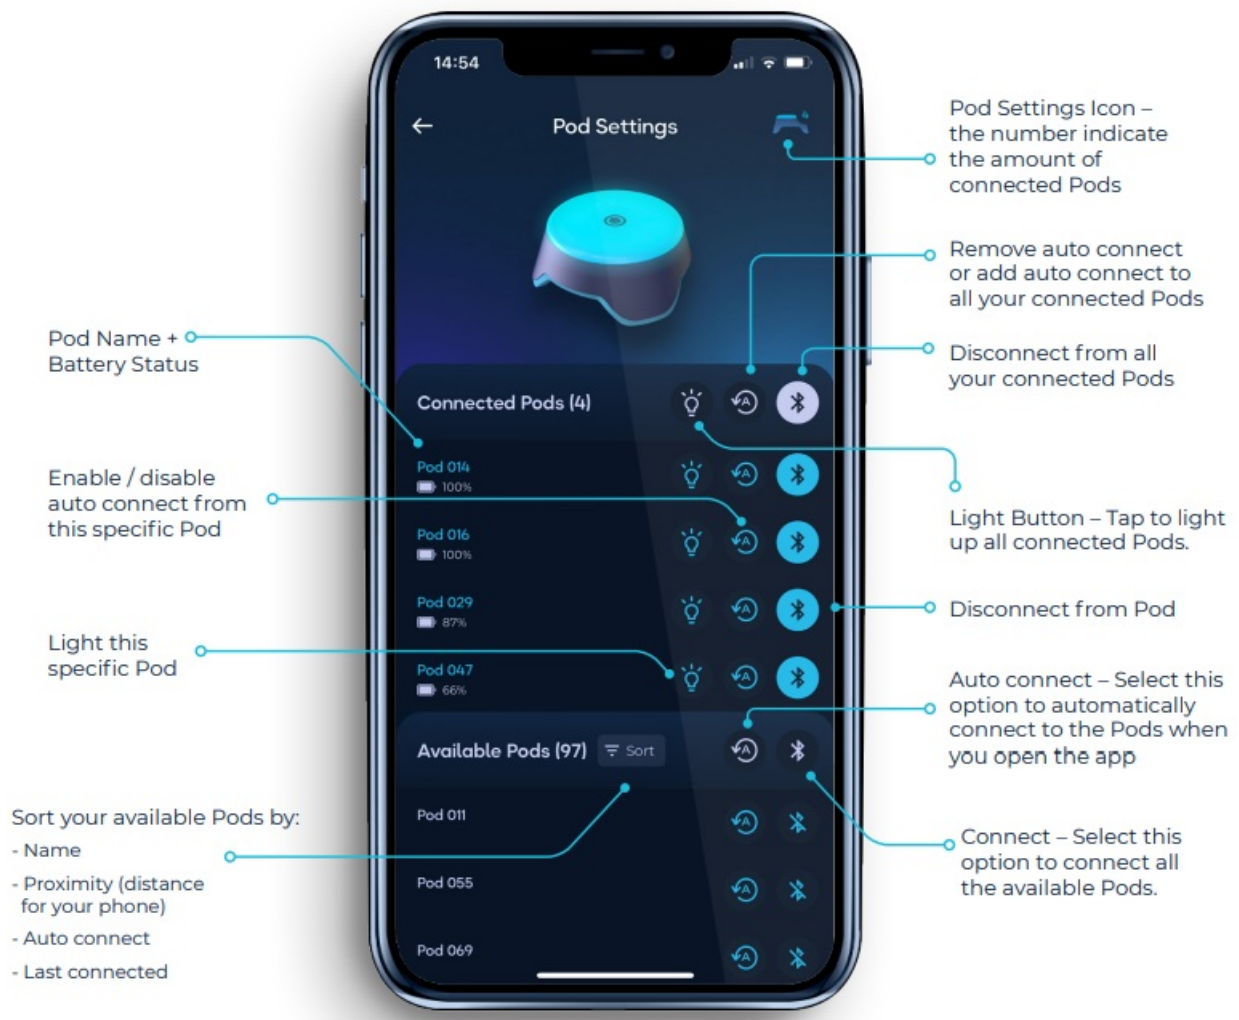 14:54
Pod Settings
4
Pod Settings Icon –
the number indicate
the amount of
connected Pods
Remove auto connect
or add auto connect to
all your connected Pods
Pod Name +
Battery Status
Disconnect from all
your connected Pods
Connected Pods (4)
A
Pod 014
100%
A
Enable / disable
auto connect from
this specific Pod
Light Button – Tap to light
up all connected Pods.
Pod 016
100%
A
Pod 029
87%
A
Disconnect from Pod
Light this
specific Pod
Pod 047
66%
A
Auto connect – Select this
option to automatically
connect to the Pods when
you open the app
Available Pods (97)
Sort
A
Sort your available Pods by:
- Name
- Proximity (distance
for your phone)
- Auto connect
- Last connected
Pod 011
A
Connect – Select this
option to connect all
the available Pods.
Pod 055
A
Pod 069
A